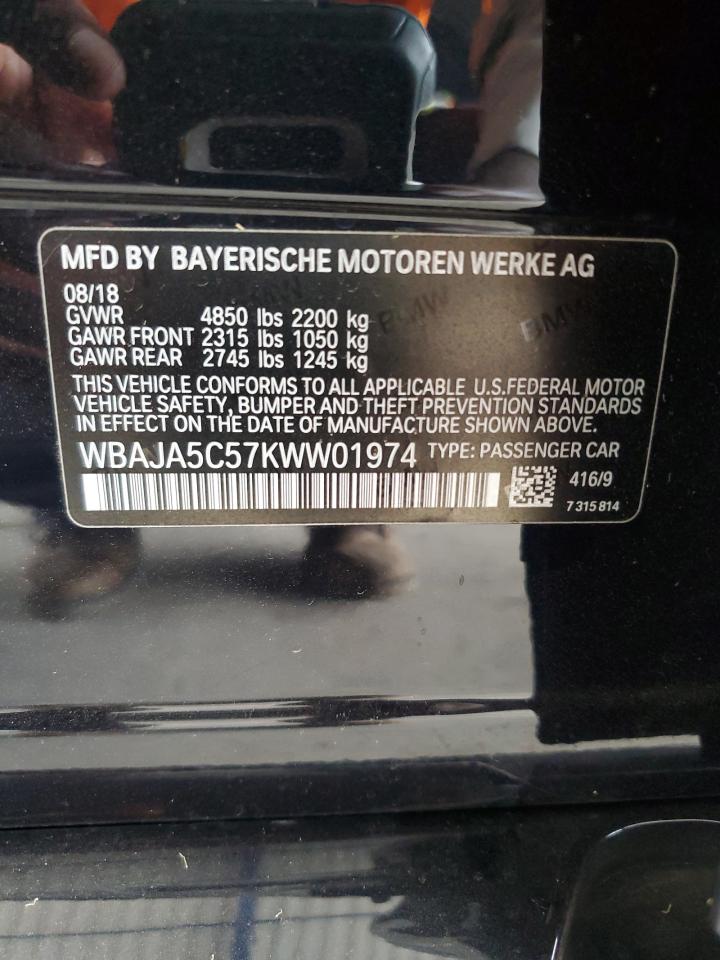 MFD BY BAYERISCHE MOTOREN WERKE AG
08/18
GVWR 4850 lbs 2200 kg
GAWR FRONT 2315 lbs 1050 kg
GAWR REAR 2745 lbs 1245 kg
THIS VEHICLE CONFORMS TO ALL APPLICABLE U.S.FEDERAL MOTOR
VEHICLE SAFETY, BUMPER AND THEFT PREVENTION STANDARDS
IN EFFECT ON THE DATE OF MANUFACTURE SHOWN ABOVE.
WBAJA5C57KWW01974 TYPE: PASSENGER CAR
416/9
7 315 814
BMW
BMW
BMW